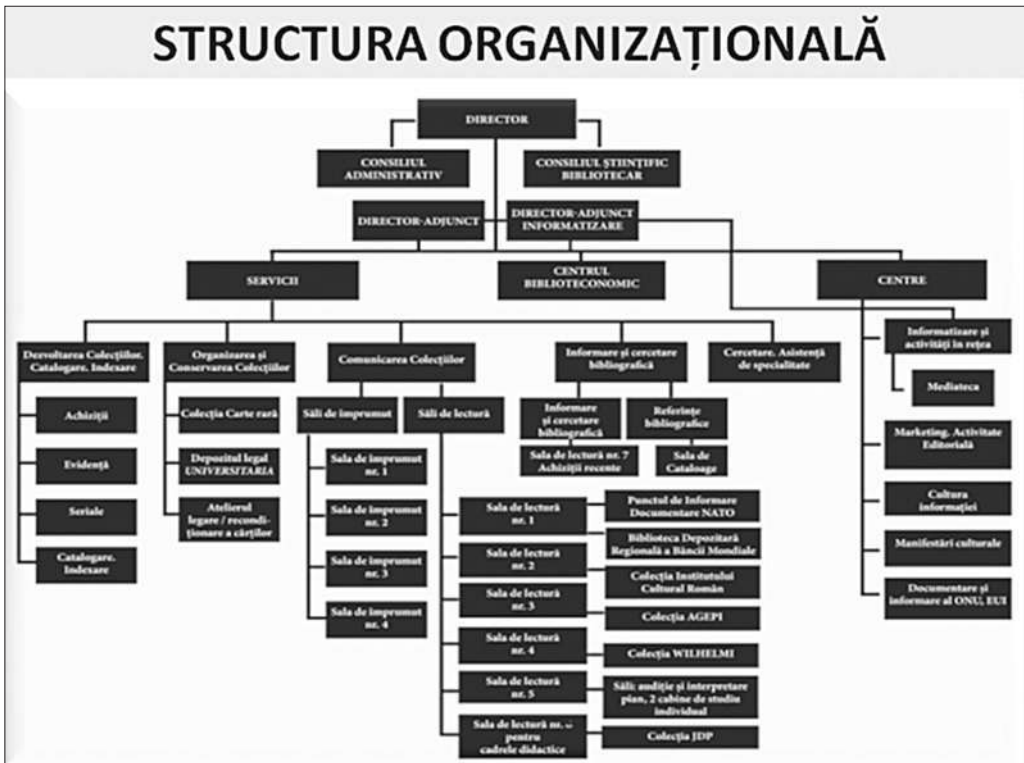 STRUCTURA ORGANIZAȚIONALĂ
DIRECTOR
CONSILIUL
ADMINISTRATIV
CONSILIUL ȘTIINȚIFIC
BIBLIOTECAR
DIRECTOR-ADJUNCT
DIRECTOR-ADJUNCT
INFORMATIZARE
SERVICII
CENTRUL
BIBLIOTECONOMIC
CENTRE
Dezvoltarea Colecțiilor.
Catalogare. Indexare
Achiziții
Evidență
Seriale
Catalogare.
Indexare
Organizarea și
Conservarea Colecțiilor
Colecția Carte rară
Depozitul legal
UNIVERSITARIA
Atelierul
legare / recondi-
ționare a cărților
Comunicarea Colecțiilor
Săli de împrumut
Sala de împrumut
nr. 1
Sala de împrumut
nr. 2
Sala de împrumut
nr. 3
Sala de împrumut
nr. 4
Săli de lectură
Sala de lectură
nr. 1
Sala de lectură
nr. 2
Sala de lectură
nr. 3
Sala de lectură
nr. 4
Sala de lectură
nr. 5
Sala de lectură nr.
pentru
cadrele didactice
Punctul de Informare
Documentare NATO
Biblioteca Depozitară
Regională a Băncii Mondiale
Colecția Institutului
Cultural Român
Colecția AGEPI
Colecția WILHELMI
Săli: audiție și interpretare
pian, 2 cabine de studiu
individual
Colecția JDP
Informare și cercetare
bibliografică
Informare
și cercetare
bibliografică
Sala de lectură nr. 7
Achiziții recente
Referințe
bibliografice
Sala de
Cataloage
Cercetare. Asistență
de specialitate
Informatizare și
activități în rețea
Mediateca
Marketing. Activitate
Editorială
Cultura
informației
Manifestări culturale
Documentare și
informare al ONU, EUI